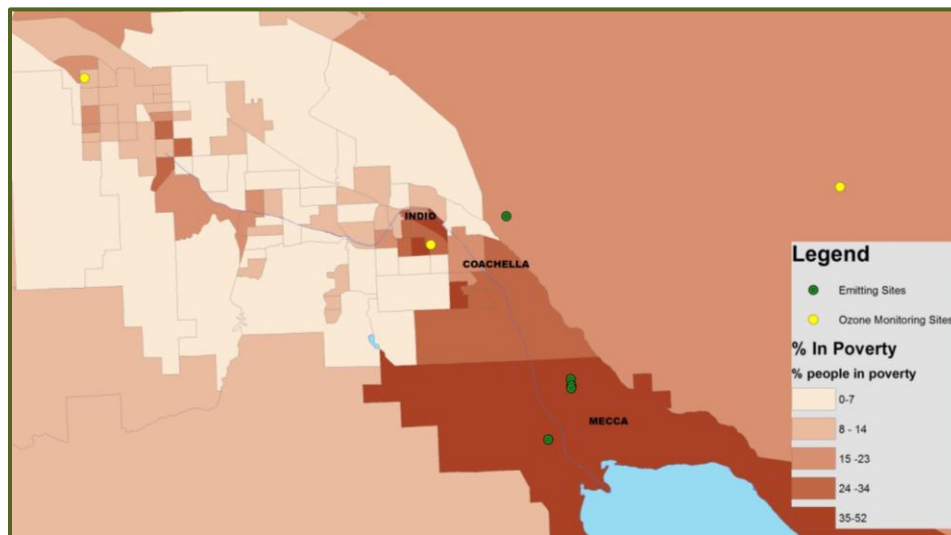 INDIO
COACHELLA
MECCA
Legend
Emitting Sites
Ozone Monitoring Sites
% In Poverty
% people in poverty
0-7
8 - 14
15 -23
24 -34
35-52